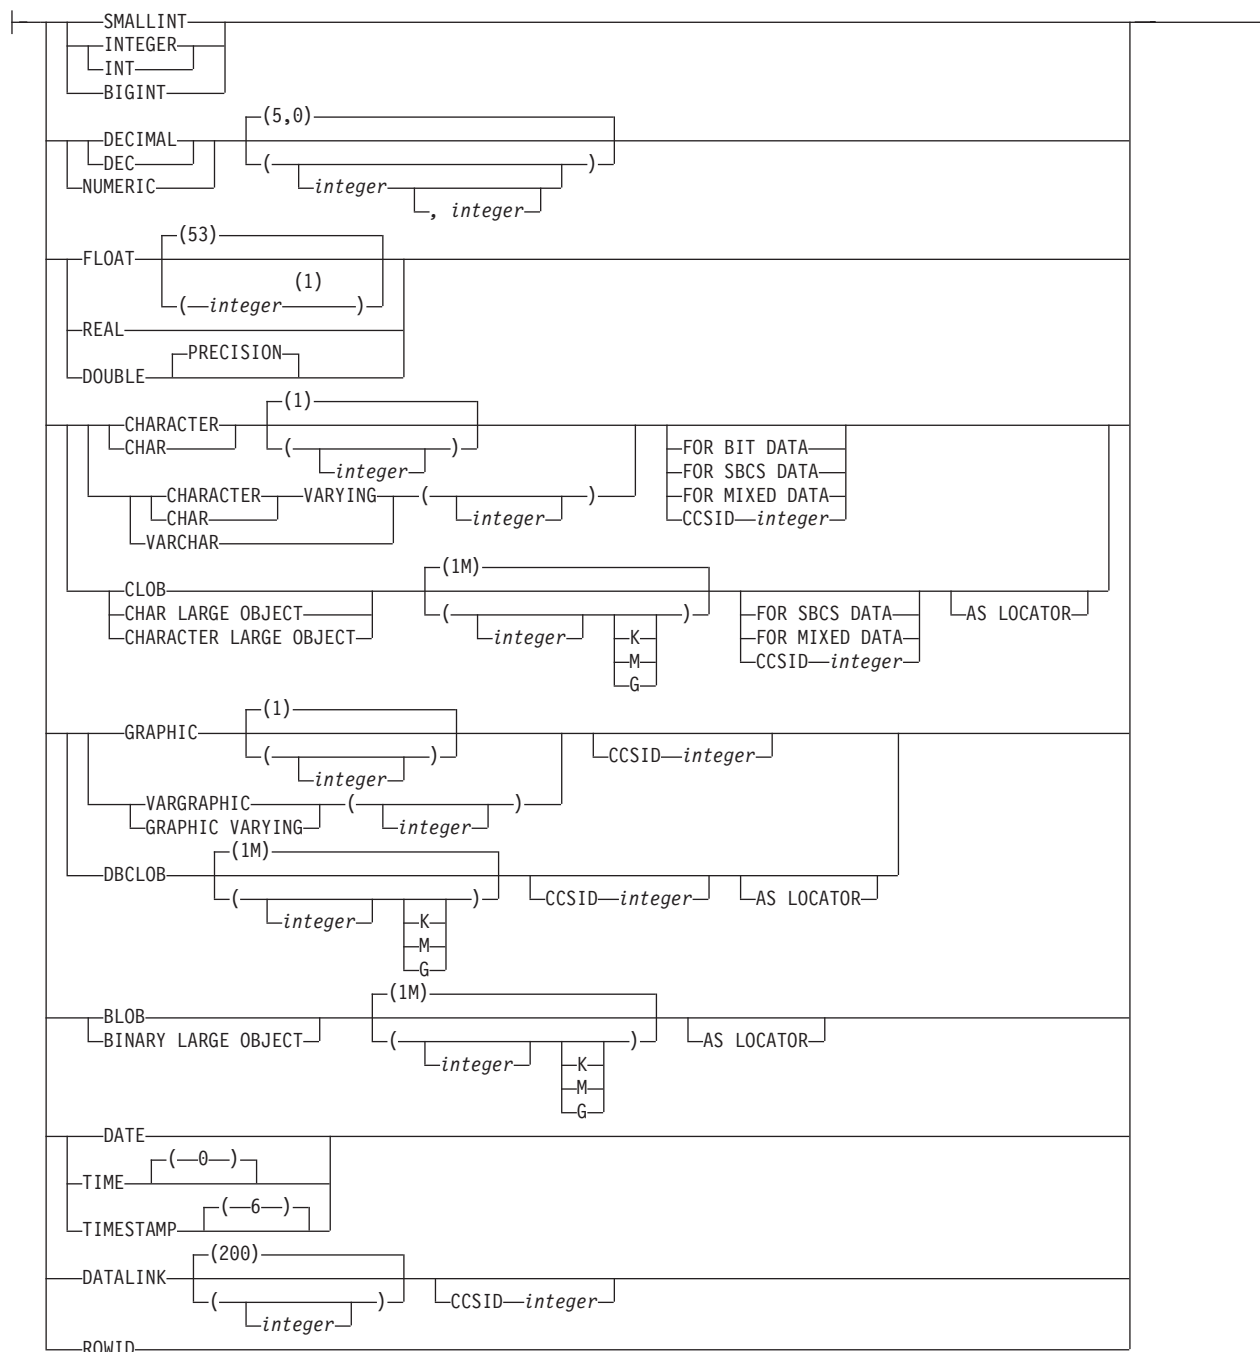 SMALLINT
INTEGER
INT
BIGINT
(5,0)
DECIMAL
DEC ( )
NUMERIC integer
, integer
(53)
FLOAT
(1)
( integer )
REAL
PRECISION
DOUBLE
(1)
CHARACTER
CHAR ( ) FOR BIT DATA
integer FOR SBCS DATA
CHARACTER VARYING ( ) FOR MIXED DATA
CHAR integer CCSID integer
VARCHAR
(1M)
CLOB
CHAR LARGE OBJECT ( ) FOR SBCS DATA AS LOCATOR
CHARACTER LARGE OBJECT integer K FOR MIXED DATA
M CCSID integer
G
(1)
GRAPHIC
( ) CCSID integer
integer
VARGRAPHIC ( )
GRAPHIC VARYING integer
(1M)
DBCLOB
( ) CCSID integer AS LOCATOR
integer K
M
G
(1M)
BLOB
BINARY LARGE OBJECT ( ) AS LOCATOR
integer K
M
G
DATE
( 0 )
TIME
( 6 )
TIMESTAMP
(200)
DATALINK
( ) CCSID integer
integer
ROWID